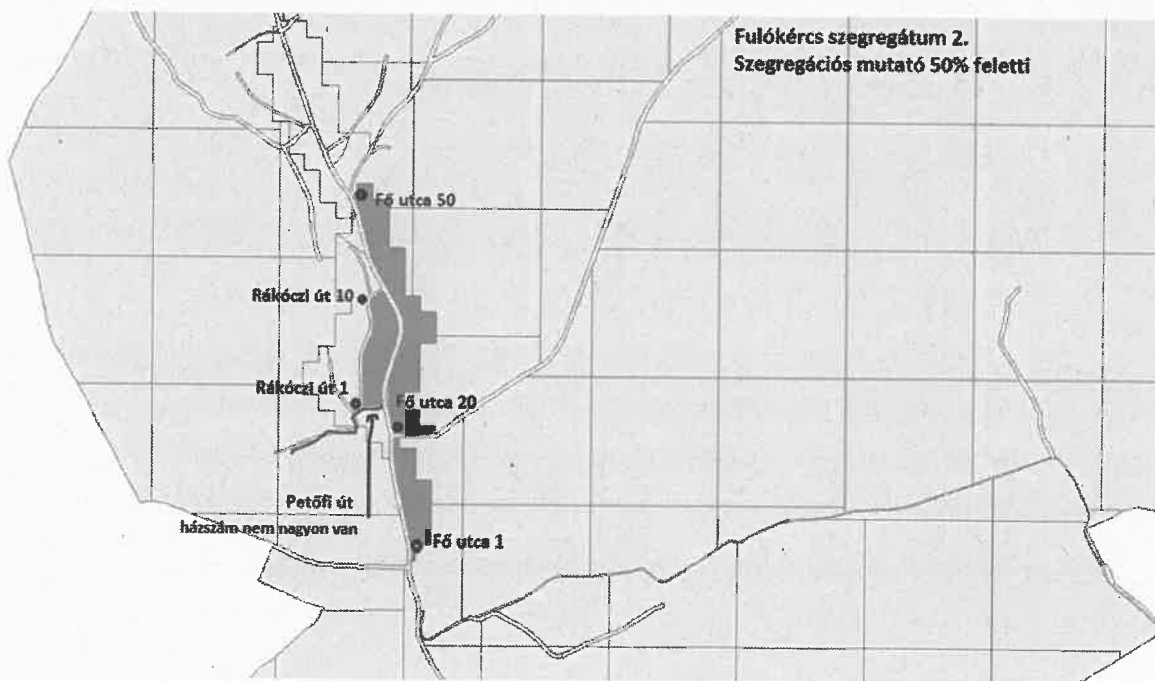 Fulókércs szegregátum 2.
Szegregációs mutató 50% feletti
Fő utca 50
Rákóczi út 10
Rákóczi út 1
Fő utca 20
Petőfi út
házszám nem nagyon van
Fő utca 1